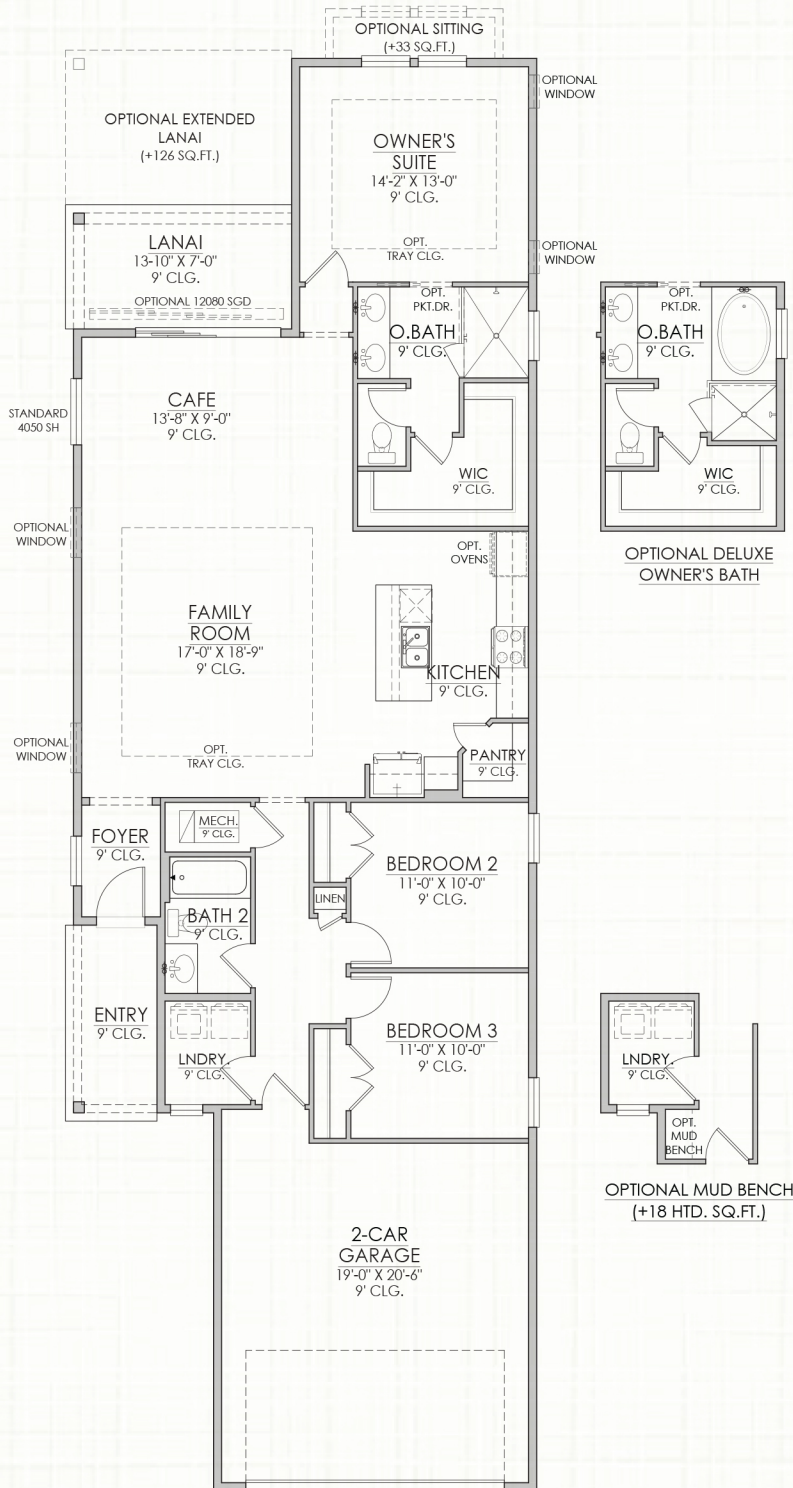 OPTIONAL SITTING
(+33 SQ.FT.)
OPTIONAL
WINDOW
OPTIONAL EXTENDED
LANAI
(+126 SQ.FT.)
OWNER'S
SUITE
14'-2" X 13'-0"
9' CLG.
OPT.
TRAY CLG.
OPTIONAL
WINDOW
LANAI
13-10" X 7'-0"
9' CLG.
OPTIONAL 12080 SGD
OPT.
PKT.DR.
O.BATH
9' CLG.
OPT.
PKT.DR.
O.BATH
9' CLG.
CAFE
13'-8" X 9'-0"
9' CLG.
STANDARD
4050 SH
WIC
9' CLG.
WIC
9' CLG.
OPTIONAL
WINDOW
OPT.
OVENS
OPTIONAL DELUXE
OWNER'S BATH
FAMILY
ROOM
17'-0" X 18'-9"
9' CLG.
KITCHEN
9' CLG.
OPTIONAL
WINDOW
OPT.
TRAY CLG.
PANTRY
9' CLG.
FOYER
9' CLG.
MECH.
9' CLG.
BEDROOM 2
11'-0" X 10'-0"
9' CLG.
LINEN
BATH 2
9' CLG.
ENTRY
9' CLG.
BEDROOM 3
11'-0" X 10'-0"
9' CLG.
LNDRY.
9' CLG.
LNDRY.
9' CLG.
OPT.
MUD
BENCH
OPTIONAL MUD BENCH
(+18 HTD. SQ.FT.)
2-CAR
GARAGE
19'-0" X 20'-6"
9' CLG.